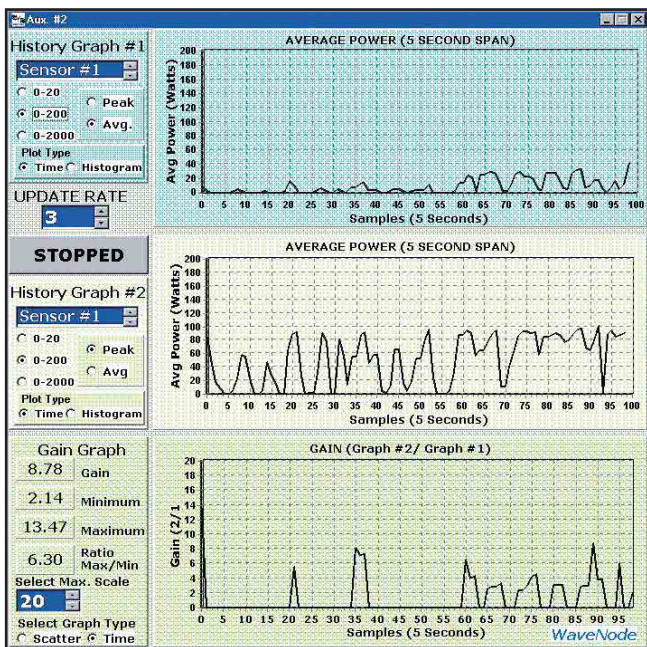 Aux. #2
History Graph #1
Sensor #1
0-20
0-200
0-2000
Peak
Avg.
Plot Type
Time Histogram
UPDATE RATE
3
STOPPED
History Graph #2
Sensor #1
0-20
0-200
0-2000
Peak
Avg
Plot Type
Time Histogram
Gain Graph
8.78 Gain
2.14 Minimum
13.47 Maximum
6.30 Ratio Max/Min
Select Max. Scale
20
Select Graph Type
Scatter Time
AVERAGE POWER (5 SECOND SPAN)
Avg Power (Watts)
200
180
160
140
120
100
80
60
40
20
0
0 5 10 15 20 25 30 35 40 45 50 55 60 65 70 75 80 85 90 95 100
Samples (5 Seconds)
AVERAGE POWER (5 SECOND SPAN)
Avg Power (Watts)
200
180
160
140
120
100
80
60
40
20
0
0 5 10 15 20 25 30 35 40 45 50 55 60 65 70 75 80 85 90 95 100
Samples (5 Seconds)
GAIN (Graph #2/ Graph #1)
Gain (2/1
20
18
16
14
12
10
8
6
4
2
0
0 5 10 15 20 25 30 35 40 45 50 55 60 65 70 75 80 85 90 95
Samples (5 Seconds)
WaveNode